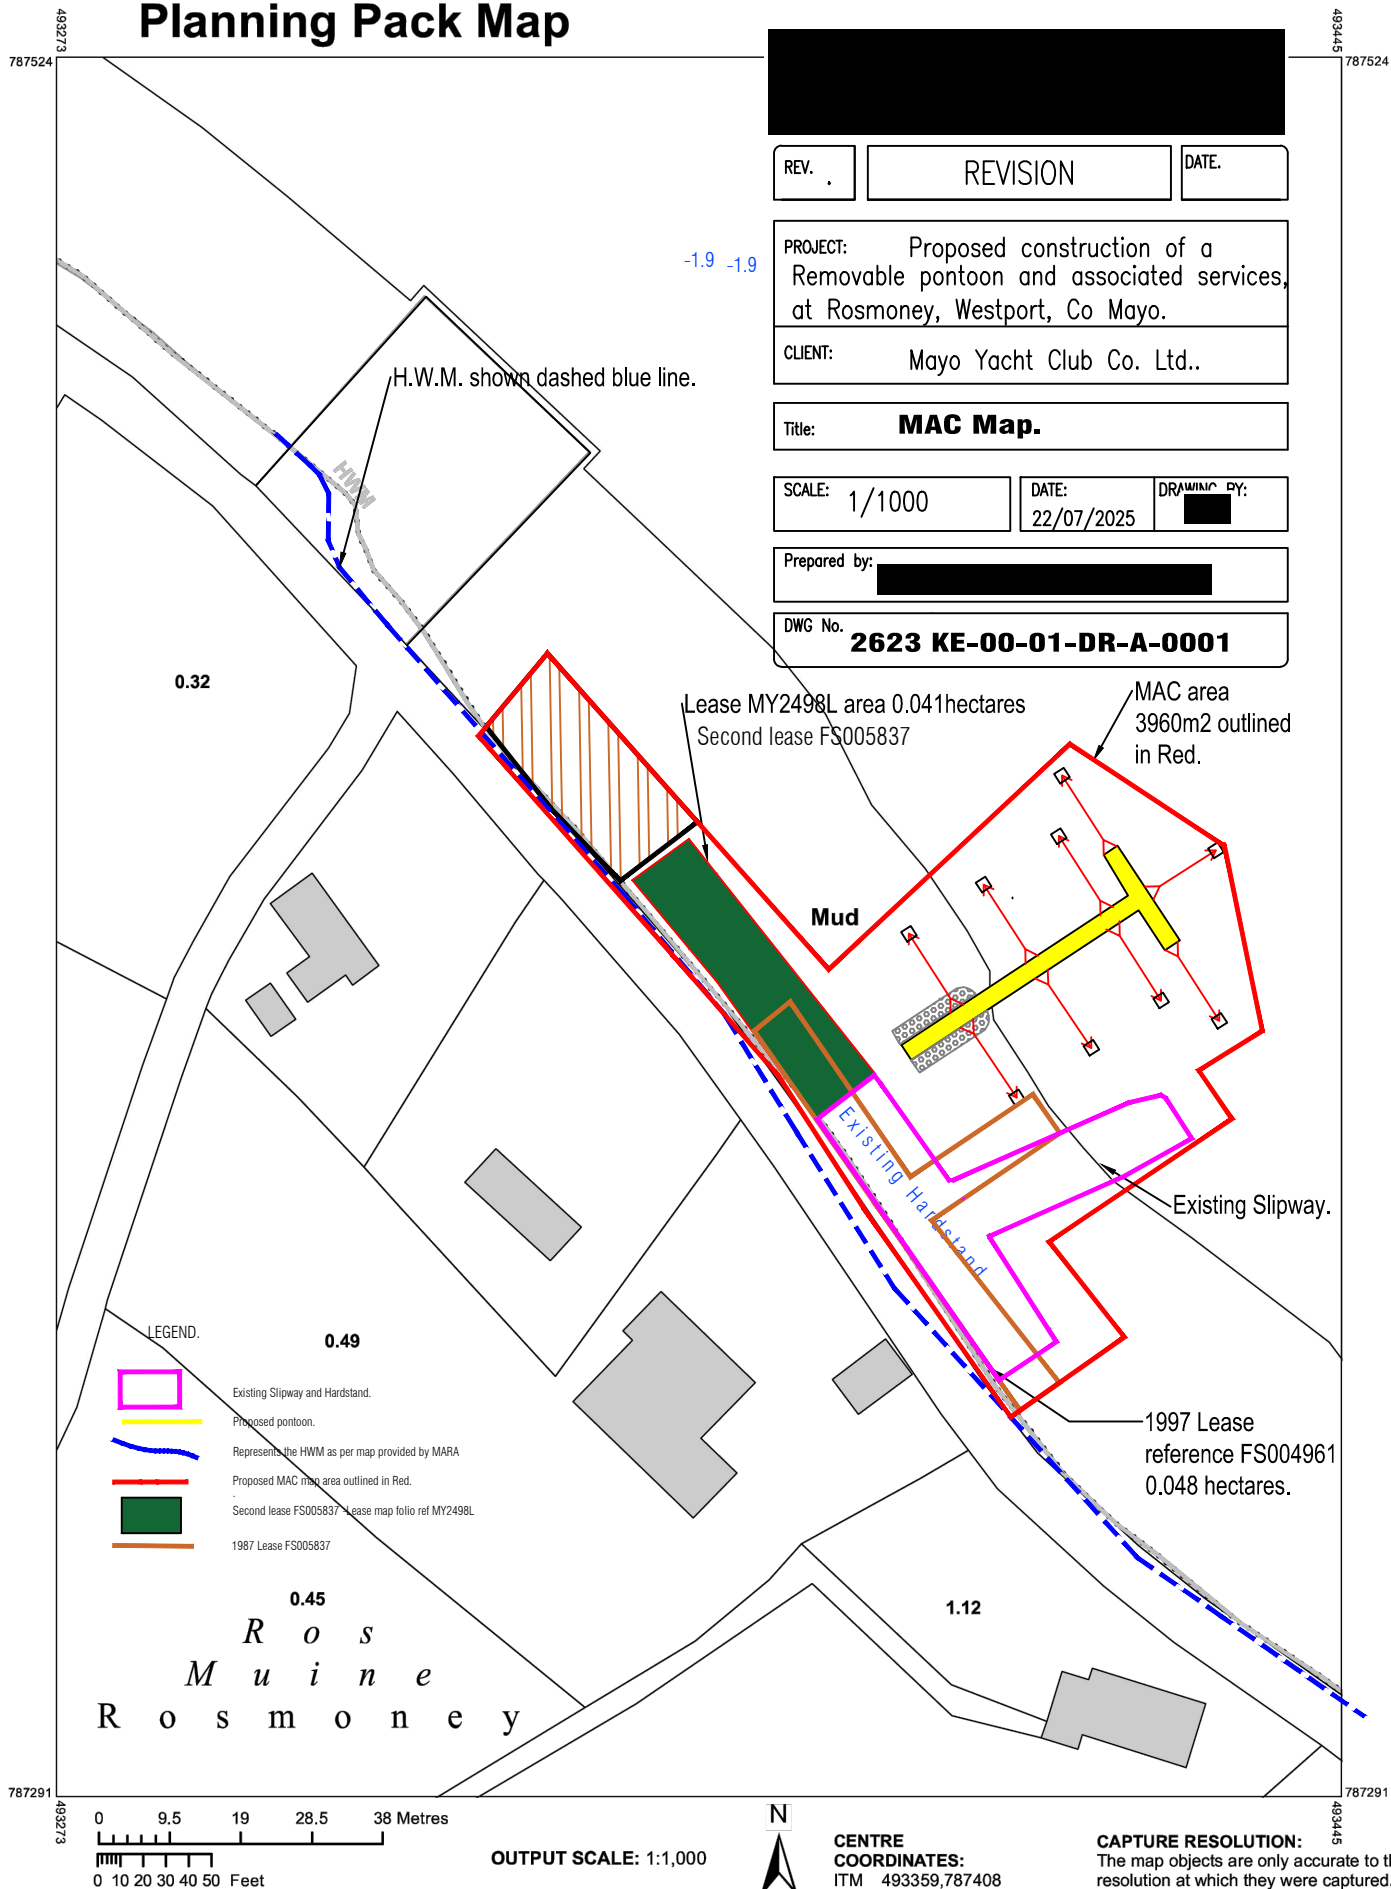 Planning Pack Map
493273
493445
787524
787524
REV. .
REVISION
DATE.
PROJECT: Proposed construction of a
Removable pontoon and associated services,
at Rosmoney, Westport, Co Mayo.
CLIENT: Mayo Yacht Club Co. Ltd..
Title: MAC Map.
SCALE: 1/1000
DATE:
22/07/2025
DRAWING BY:
Prepared by:
DWG No. 2623 KE-00-01-DR-A-0001
-1.9 -1.9
H.W.M. shown dashed blue line.
HWM
0.32
Lease MY2498L area 0.041hectares
Second lease FS005837
MAC area
3960m2 outlined
in Red.
Mud
Existing Hardstand
Existing Slipway.
1997 Lease
reference FS004961
0.048 hectares.
0.49
LEGEND.
Existing Slipway and Hardstand.
Proposed pontoon.
Represents the HWM as per map provided by MARA
Proposed MAC map area outlined in Red.
Second lease FS005837 -Lease map folio ref MY2498L
1987 Lease FS005837
0.45
1.12
Ros
Muine
Rosmoney
787291
787291
493273
493445
0 9.5 19 28.5 38 Metres
0 10 20 30 40 50 Feet
OUTPUT SCALE: 1:1,000
N
CENTRE
COORDINATES:
ITM 493359,787408
CAPTURE RESOLUTION:
The map objects are only accurate to th
resolution at which they were captured.